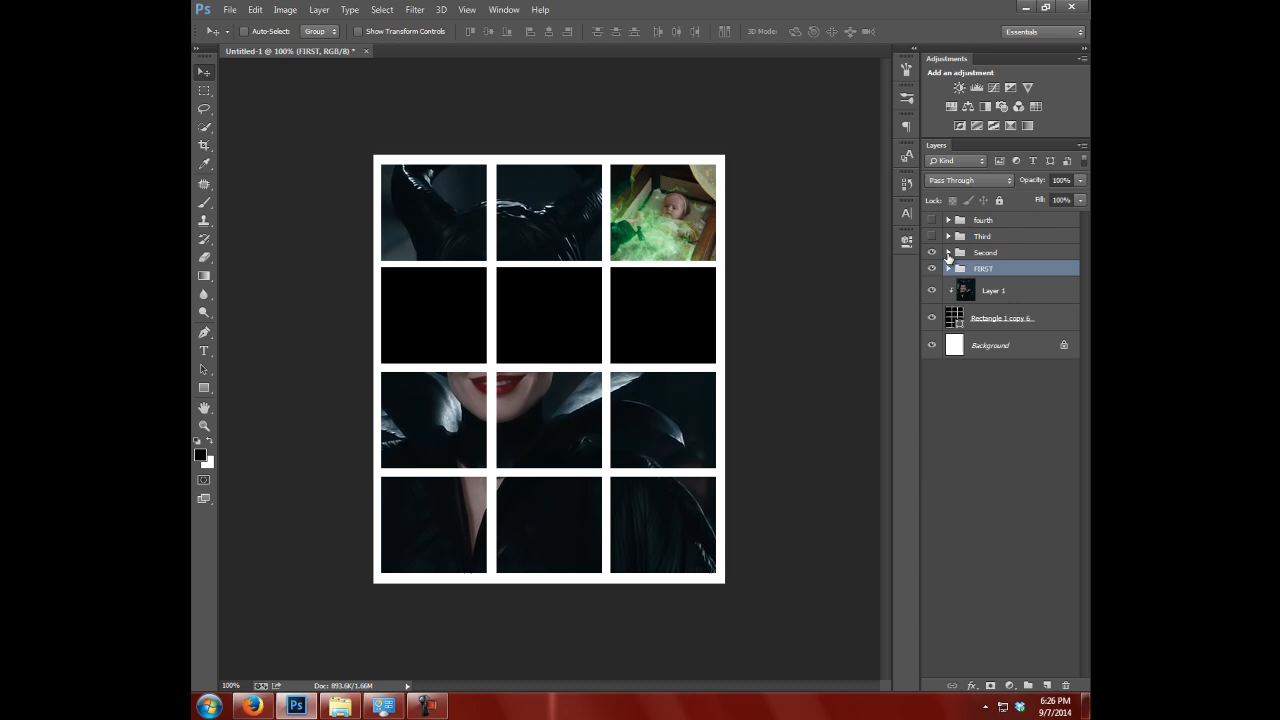 Ps File Edit Image Layer Type Select Filter 3D View Window Help
Auto-Select: Group Show Transform Controls 3D Mode: Essentials
Untitled-1 @ 100% (FIRST, RGB/8) * ×
Adjustments
Add an adjustment
Layers
Kind
Pass Through Opacity: 100%
Lock: Fill: 100%
fourth
Third
Second
FIRST
Layer 1
Rectangle 1 copy 6
Background
100% Doc: 893.6K/1.66M
Ps
6:26 PM
9/7/2014